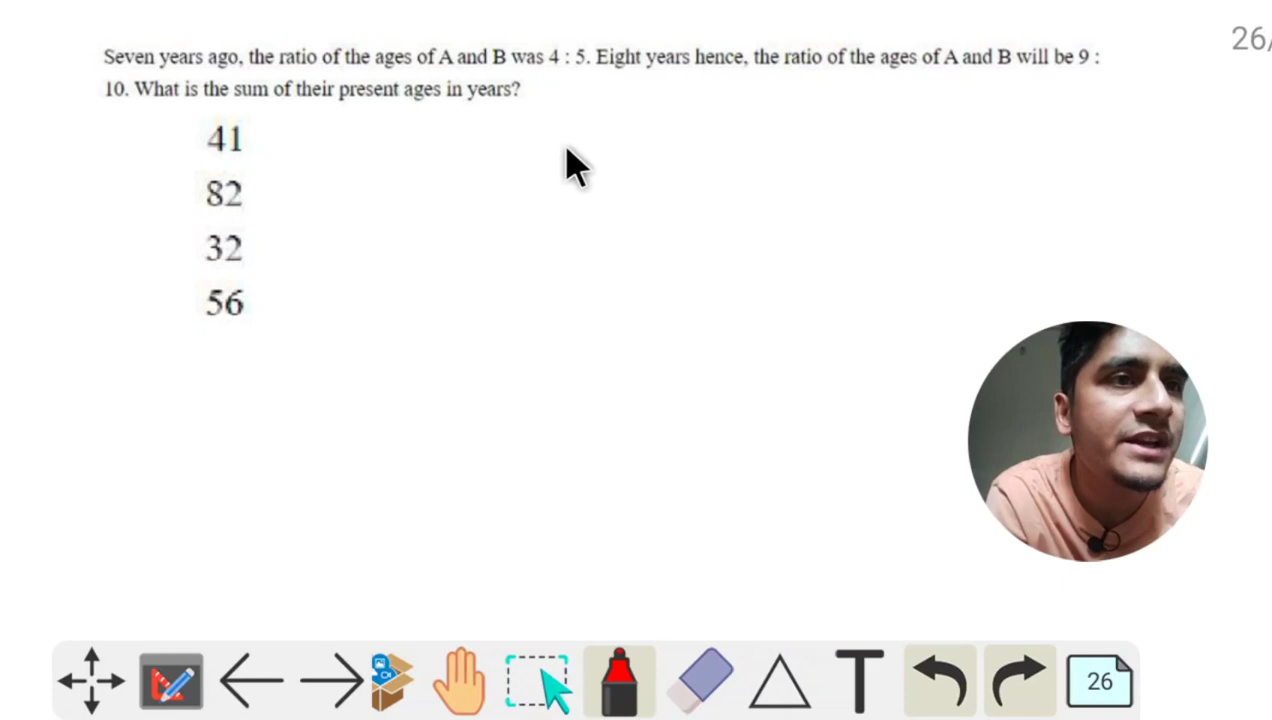 26/
Seven years ago, the ratio of the ages of A and B was 4 : 5. Eight years hence, the ratio of the ages of A and B will be 9 :
10. What is the sum of their present ages in years?
41
82
32
56
T
26